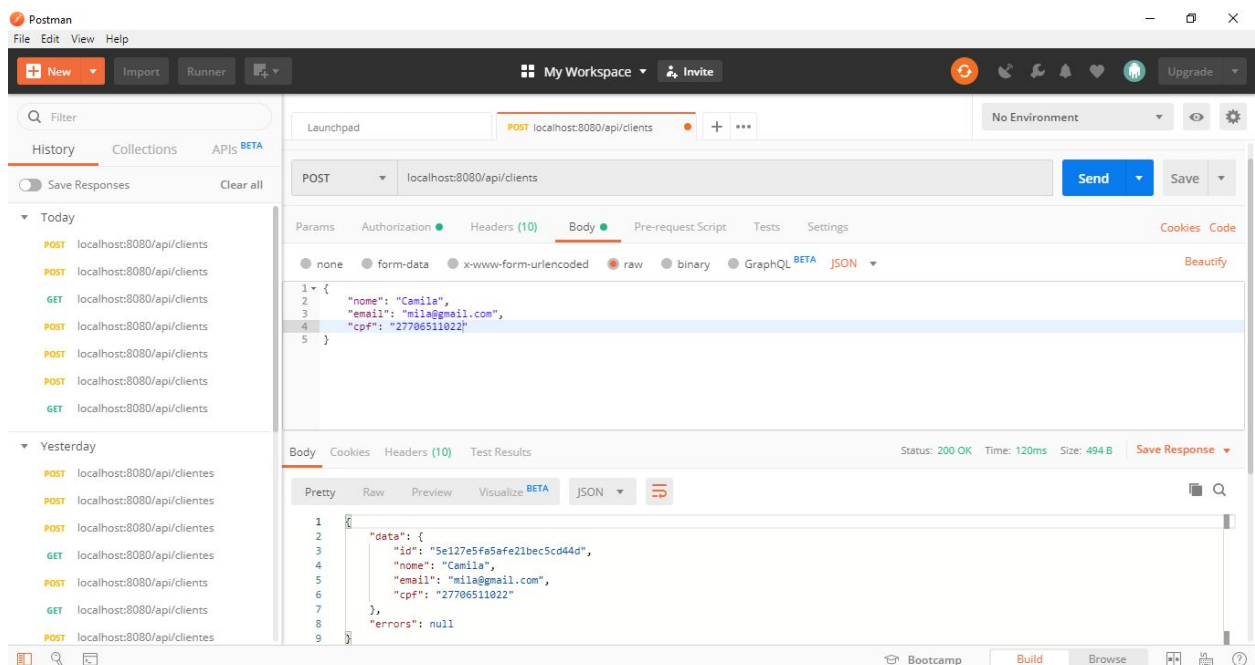 Postman
File Edit View Help
New Import Runner My Workspace Invite Upgrade
Filter
History Collections APIs BETA
Save Responses Clear all
Today
POST localhost:8080/api/clients
POST localhost:8080/api/clients
GET localhost:8080/api/clients
POST localhost:8080/api/clients
POST localhost:8080/api/clients
POST localhost:8080/api/clients
GET localhost:8080/api/clients
Yesterday
POST localhost:8080/api/clientes
POST localhost:8080/api/clientes
POST localhost:8080/api/clientes
GET localhost:8080/api/clientes
POST localhost:8080/api/clientes
GET localhost:8080/api/clients
POST localhost:8080/api/clientes
Launchpad POST localhost:8080/api/clients No Environment
POST localhost:8080/api/clients Send Save
Params Authorization Headers (10) Body Pre-request Script Tests Settings Cookies Code
none form-data x-www-form-urlencoded raw binary GraphQL BETA JSON Beautify
1 {
2 "nome": "Camila",
3 "email": "mila@gmail.com",
4 "cpf": "27706511022"
5 }
Body Cookies Headers (10) Test Results Status: 200 OK Time: 120ms Size: 494 B Save Response
Pretty Raw Preview Visualize BETA JSON
1 {
2 "data": {
3 "id": "5e127e5fa5afe21bec5cd44d",
4 "nome": "Camila",
5 "email": "mila@gmail.com",
6 "cpf": "27706511022"
7 },
8 "errors": null
9 }
Bootcamp Build Browse